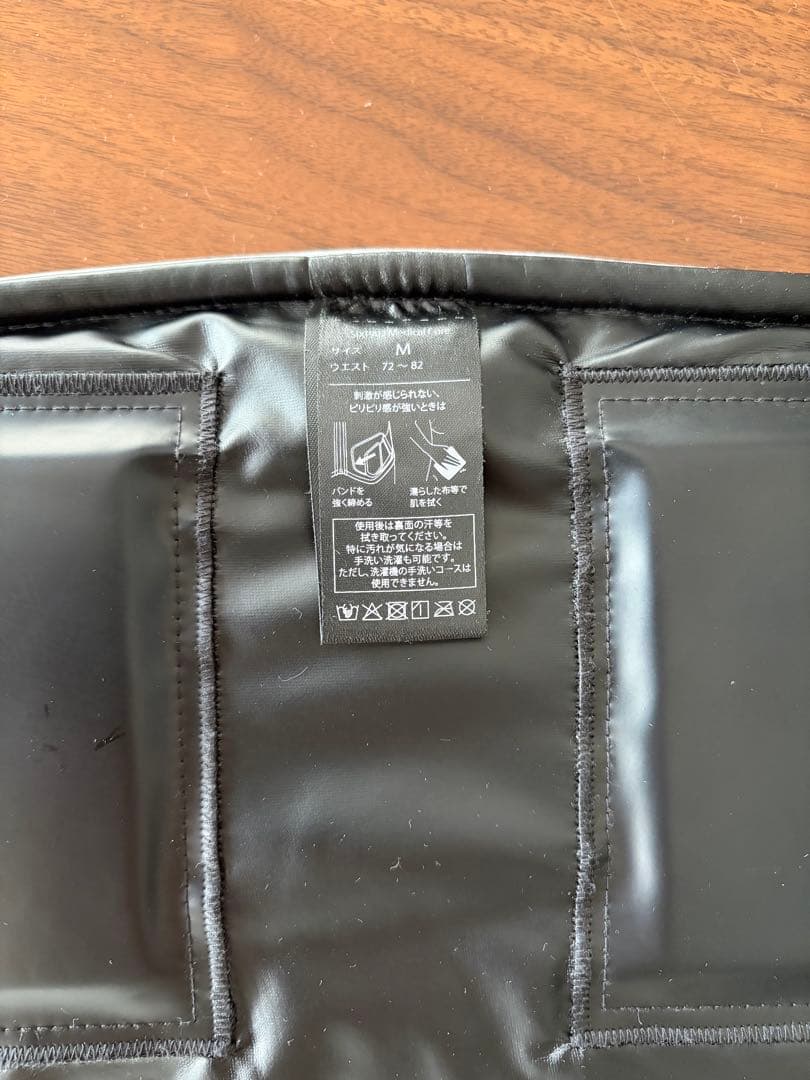 サイズ M
ウエスト 72～82
刺激が感じられない、
ピリピリ感が強いときは
バンドを
強く締める
濡らした布等で
肌を拭く
使用後は裏面の汗等を
拭き取ってください。
特に汚れが気になる場合は
手洗い洗濯も可能です。
ただし、洗濯機の手洗いコースは
使用できません。